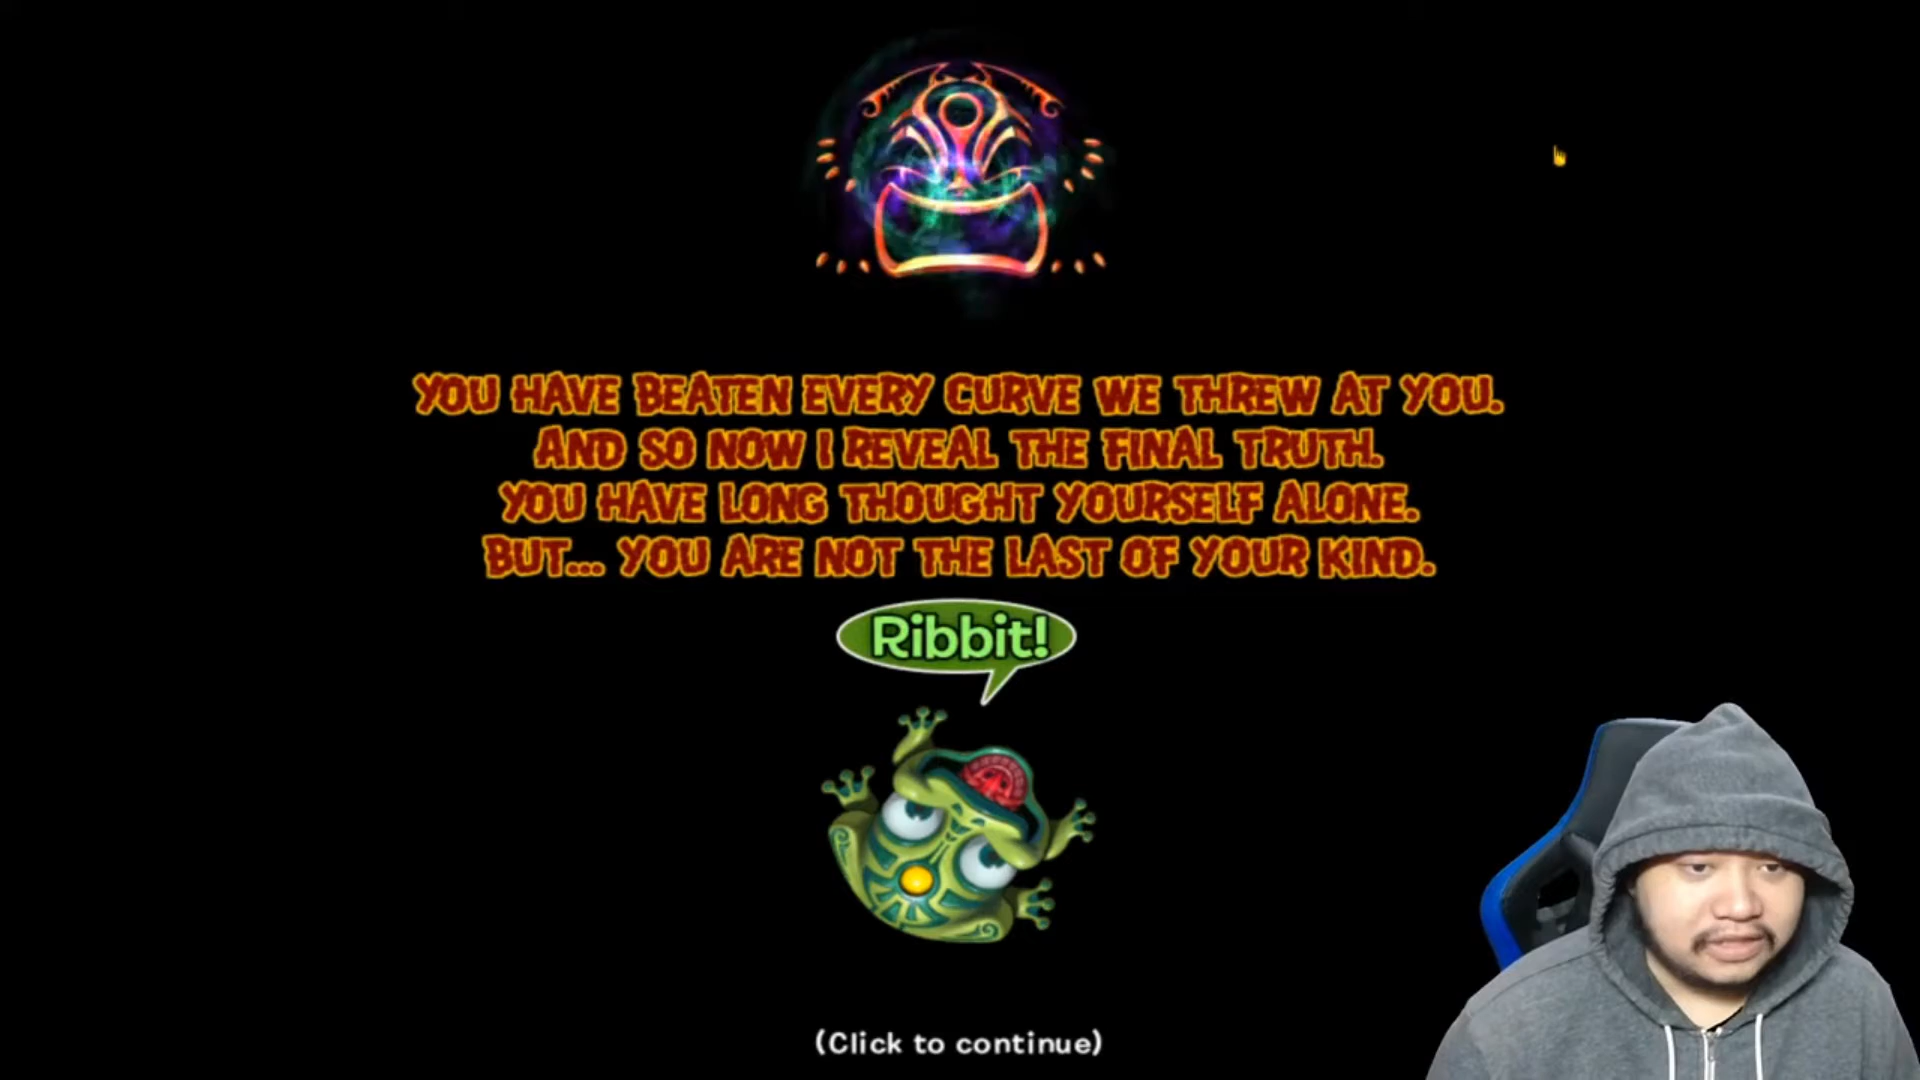 YOU HAVE BEATEN EVERY CURVE WE THREW AT YOU.
AND SO NOW I REVEAL THE FINAL TRUTH.
YOU HAVE LONG THOUGHT YOURSELF ALONE.
BUT... YOU ARE NOT THE LAST OF YOUR KIND.
Ribbit!
(Click to continue)